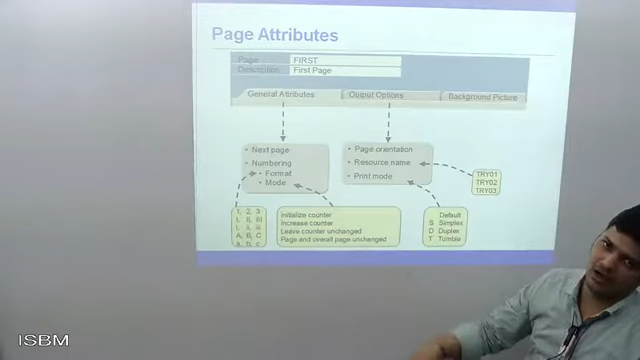 Page Attributes
Page FIRST
Description First Page
General Attributes Output Options Background Picture
• Next page
• Numbering
• Format
• Mode
• Page orientation
• Resource name
• Print mode
TRY01
TRY02
TRY03
1, 2, 3
I, II, III
i, ii, iii
A, B, C
a, b, c
Initialize counter
Increase counter
Leave counter unchanged
Page and overall page unchanged
Default
S Simplex
D Duplex
T Tumble
ISBM